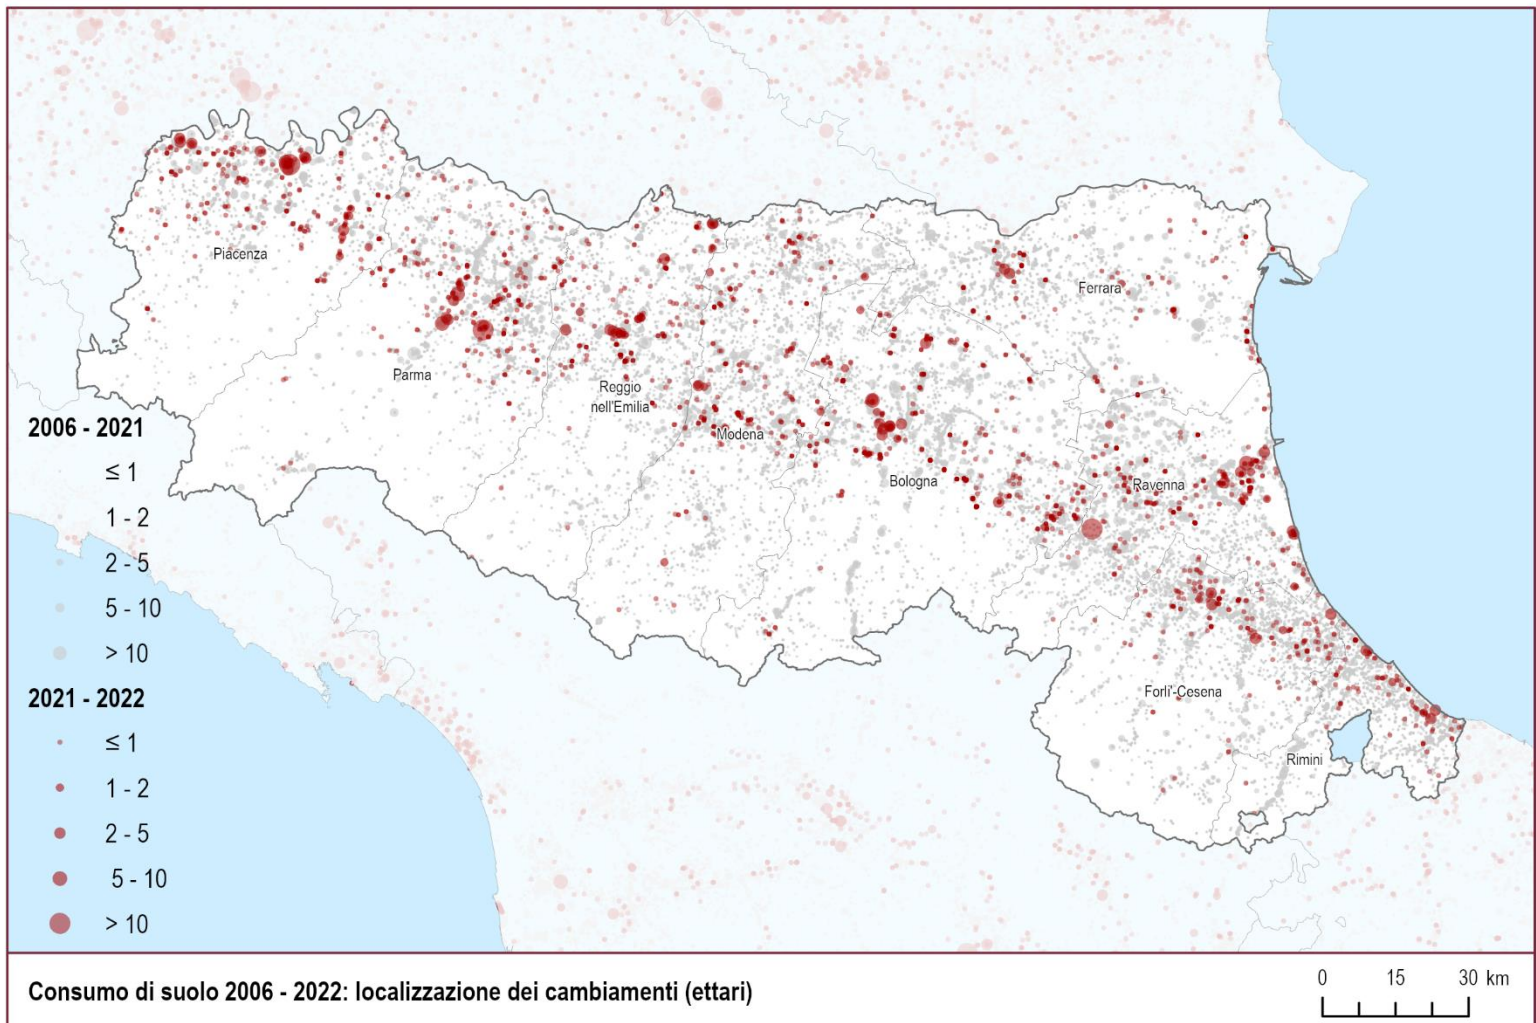 Piacenza
Ferrara
Parma
Reggio
nell'Emilia
Modena
Bologna
Ravenna
Forli'-Cesena
Rimini
2006 - 2021
≤ 1
1 - 2
2 - 5
5 - 10
> 10
2021 - 2022
≤ 1
1 - 2
2 - 5
5 - 10
> 10
Consumo di suolo 2006 - 2022: localizzazione dei cambiamenti (ettari)
0 15 30 km